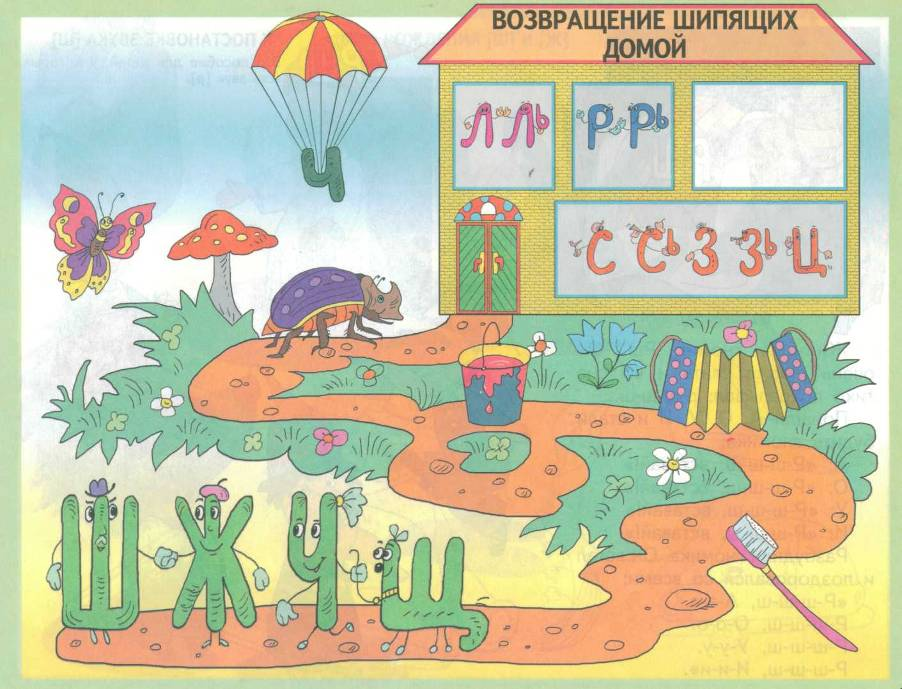 ВОЗВРАЩЕНИЕ ШИПЯЩИХ
ДОМОЙ
Л Ль Р Рь
Ч
С Сь З Зь Ц
Ш Ж Ч Щ